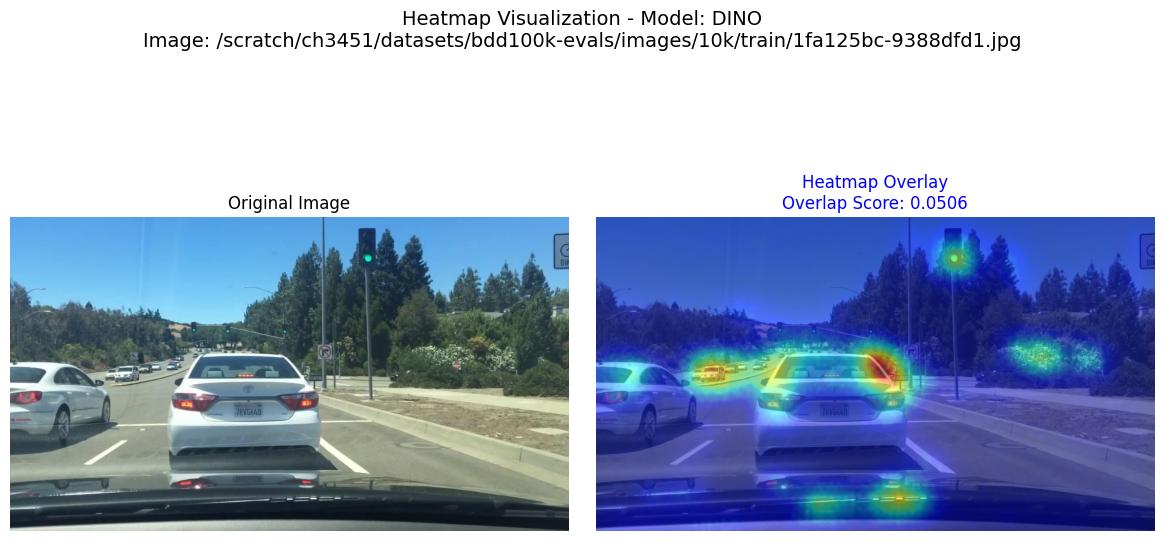 Heatmap Visualization - Model: DINO
Image: /scratch/ch3451/datasets/bdd100k-evals/images/10k/train/1fa125bc-9388dfd1.jpg
Original Image
Heatmap Overlay
Overlap Score: 0.0506